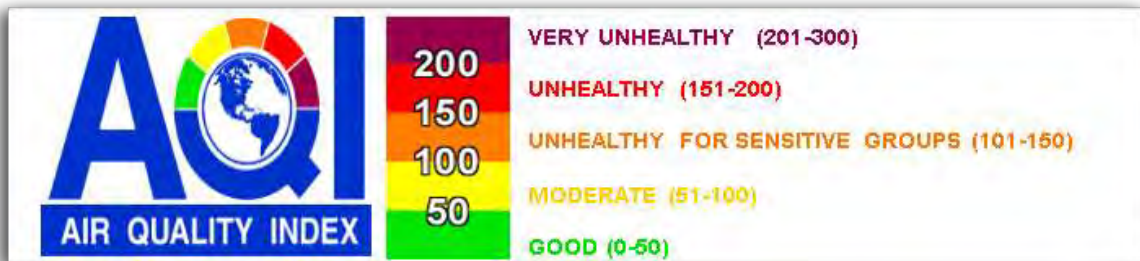 AQI
AIR QUALITY INDEX
200
150
100
50
VERY UNHEALTHY (201-300)
UNHEALTHY (151-200)
UNHEALTHY FOR SENSITIVE GROUPS (101-150)
MODERATE (51-100)
GOOD (0-50)